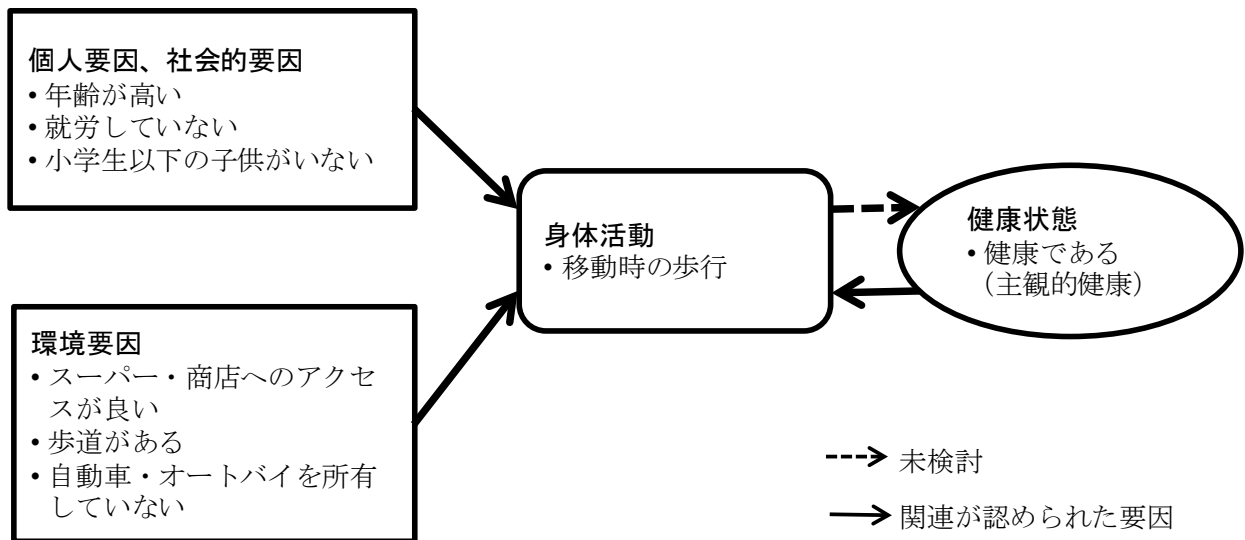 個人要因、社会的要因
• 年齢が高い
• 就労していない
• 小学生以下の子供がいない
環境要因
• スーパー・商店へのアクセ
スが良い
• 歩道がある
• 自動車・オートバイを所有
していない
身体活動
• 移動時の歩行
健康状態
• 健康である
（主観的健康）
未検討
関連が認められた要因